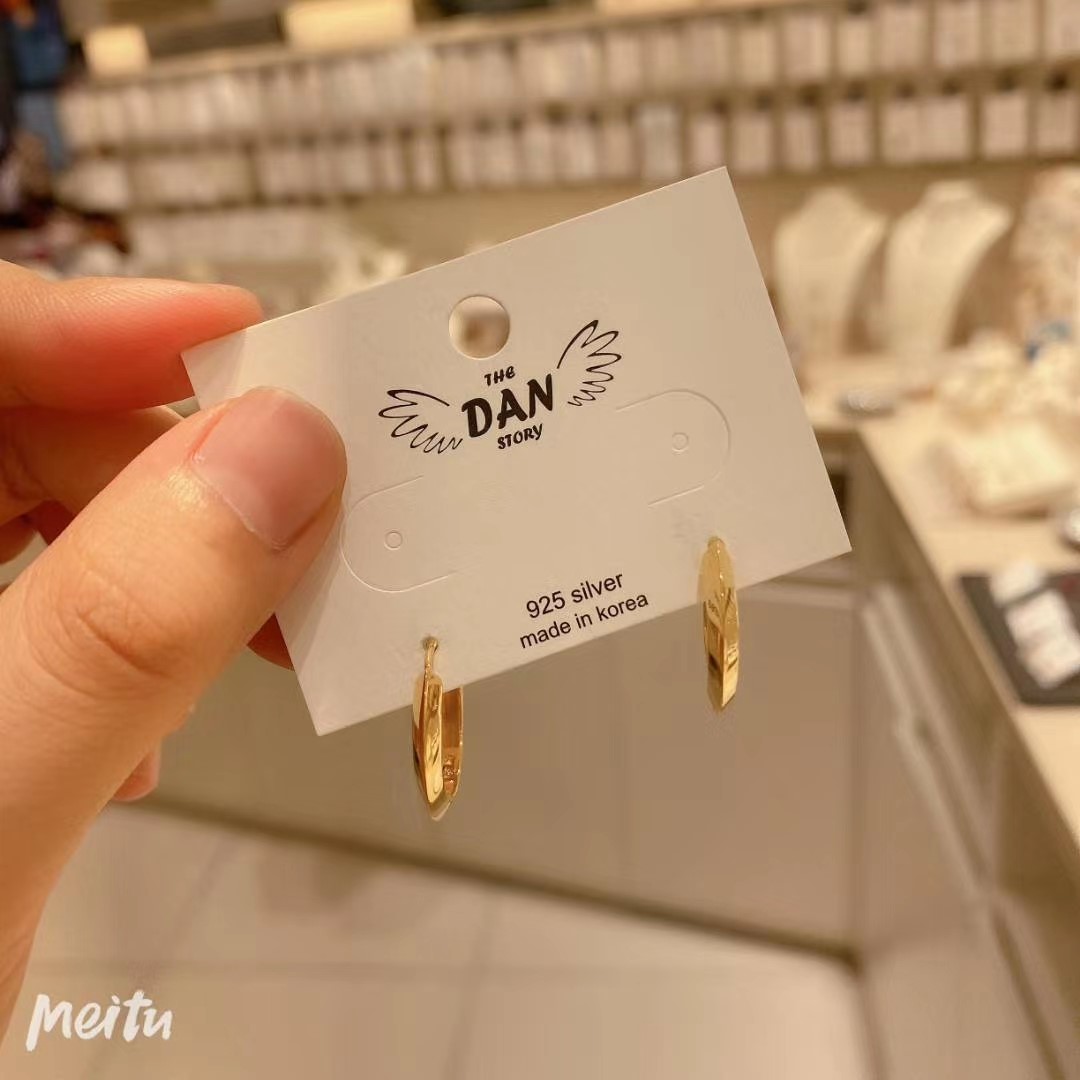 THE
DAN
STORY
925 silver
made in korea
meitu